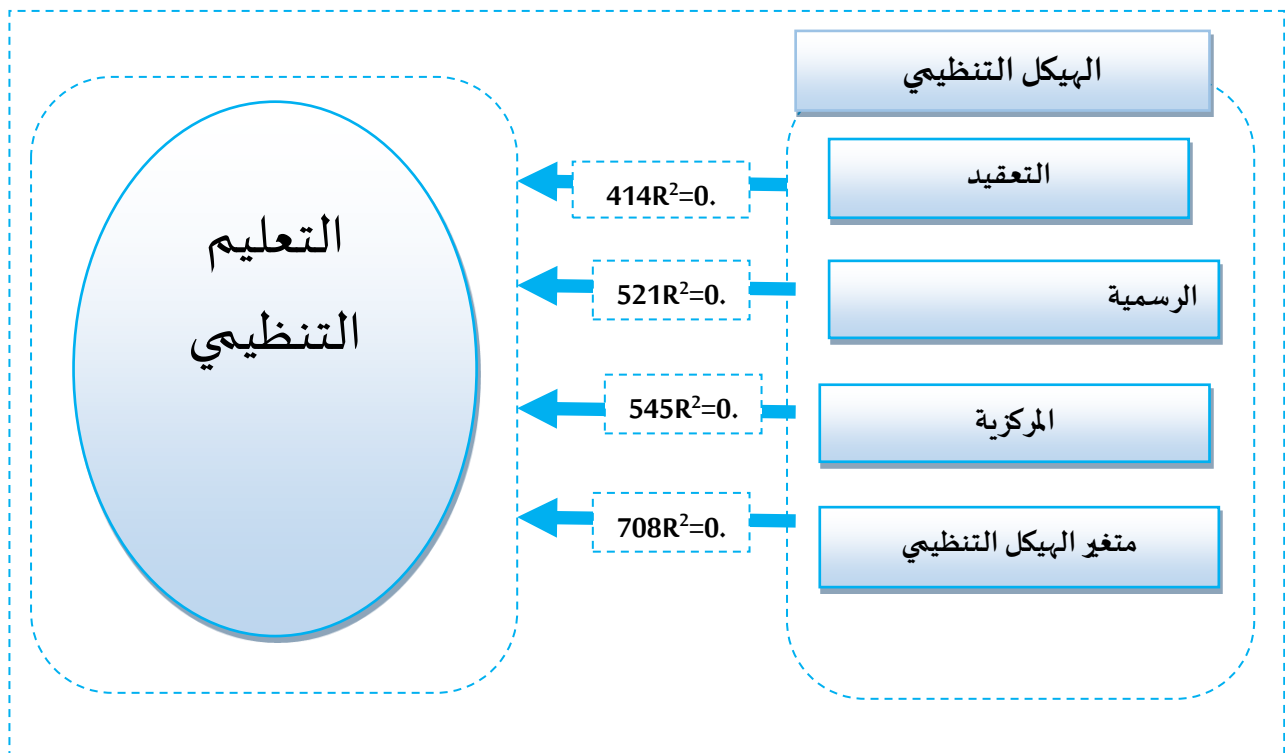 الهيكل التنظيمي
التعقيد
414R²=0.
الرسمية
521R²=0.
المركزية
545R²=0.
متغير الهيكل التنظيمي
708R²=0.
التعليم
التنظيمي